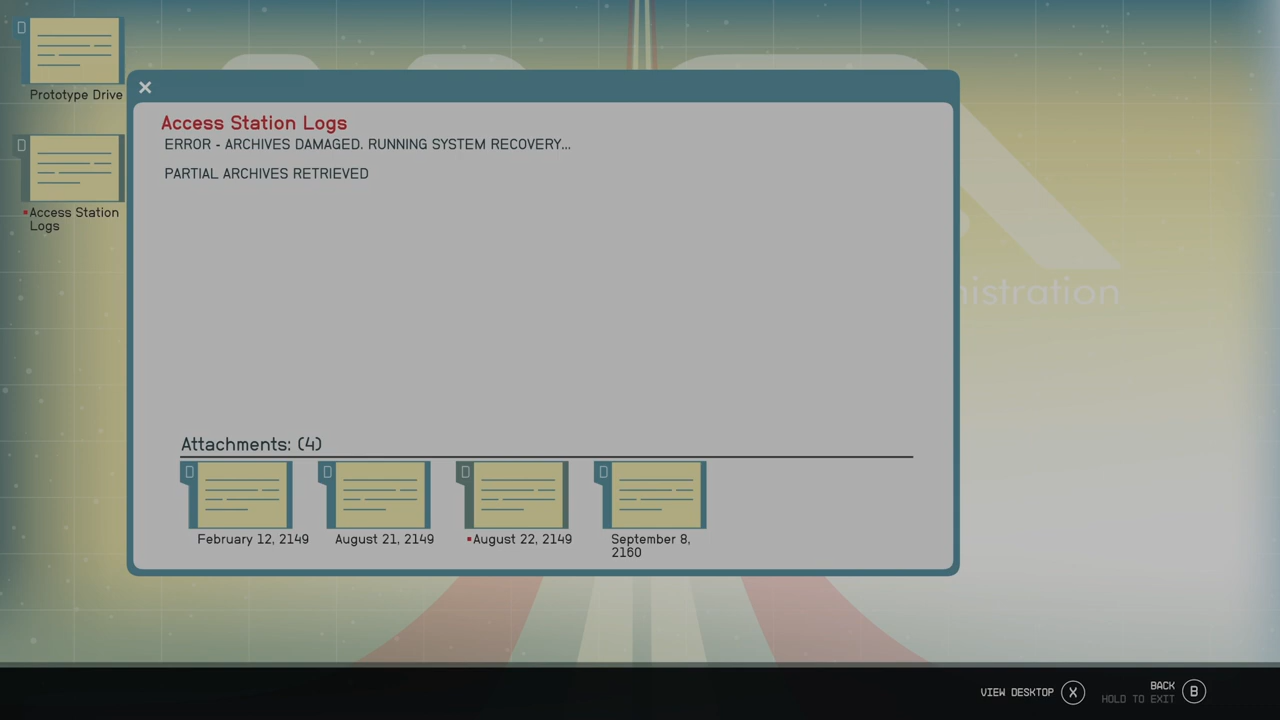 Prototype Drive
Access Station
Logs
Access Station Logs
ERROR - ARCHIVES DAMAGED. RUNNING SYSTEM RECOVERY...
PARTIAL ARCHIVES RETRIEVED
nistration
Attachments: (4)
February 12, 2149
August 21, 2149
August 22, 2149
September 8,
2160
VIEW DESKTOP X
BACK
HOLD TO EXIT B